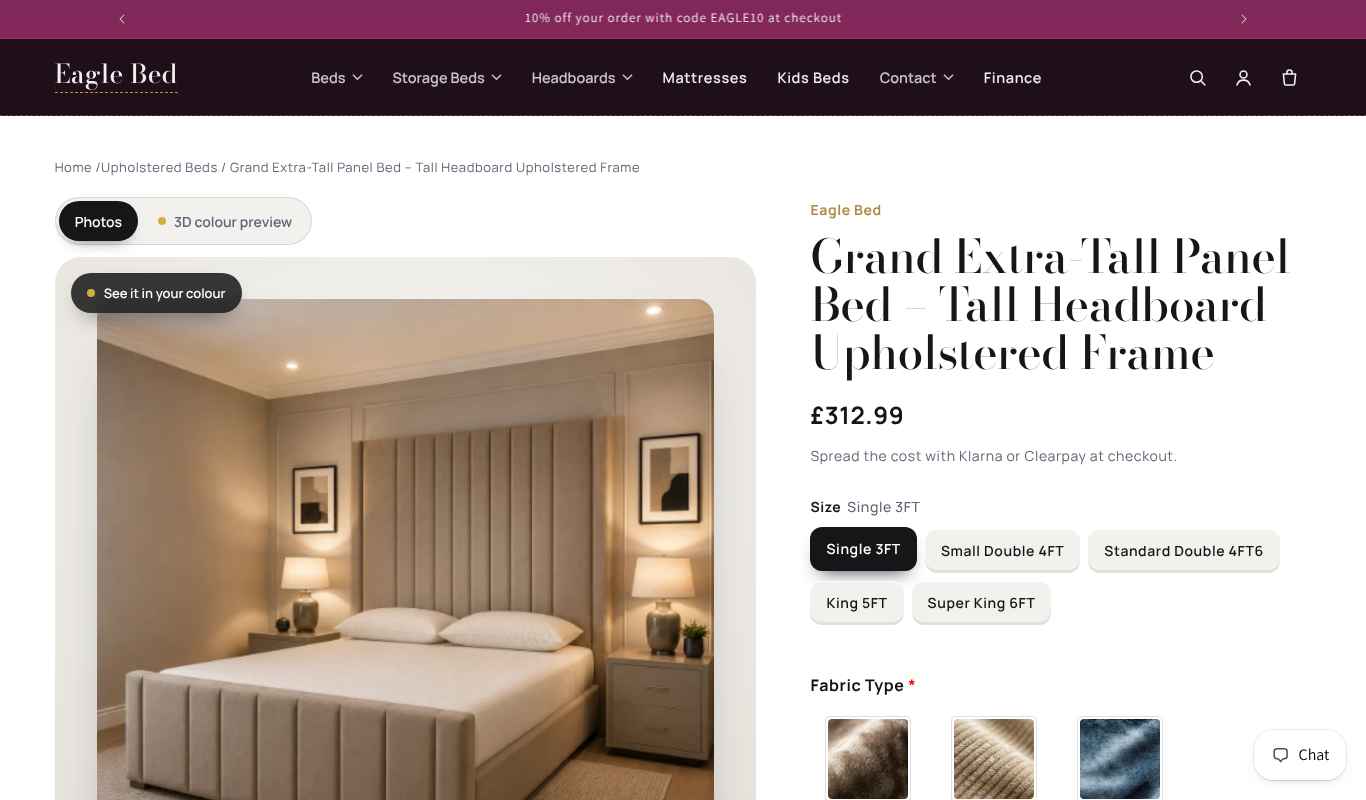 10% off your order with code EAGLE10 at checkout
Eagle Bed
Beds
Storage Beds
Headboards
Mattresses
Kids Beds
Contact
Finance
Home /Upholstered Beds / Grand Extra-Tall Panel Bed – Tall Headboard Upholstered Frame
Photos
3D colour preview
See it in your colour
Eagle Bed
Grand Extra-Tall Panel
Bed – Tall Headboard
Upholstered Frame
£312.99
Spread the cost with Klarna or Clearpay at checkout.
Size Single 3FT
Single 3FT
Small Double 4FT
Standard Double 4FT6
King 5FT
Super King 6FT
Fabric Type *
Chat